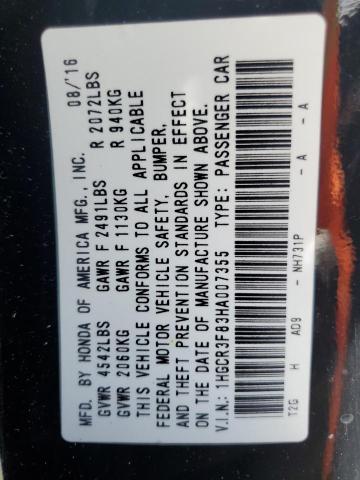 MFD. BY HONDA OF AMERICA MFG., INC. 08/'16
GVWR 4542LBS GAWR F 2491LBS R 2072LBS
GVWR 2060KG GAWR F 1130KG R 940KG
THIS VEHICLE CONFORMS TO ALL APPLICABLE
FEDERAL MOTOR VEHICLE SAFETY, BUMPER,
AND THEFT PREVENTION STANDARDS IN EFFECT
ON THE DATE OF MANUFACTURE SHOWN ABOVE.
V.I.N.: 1HGCR3F83HA007355 TYPE: PASSENGER CAR
T2G H AD9 - NH731P - A - A